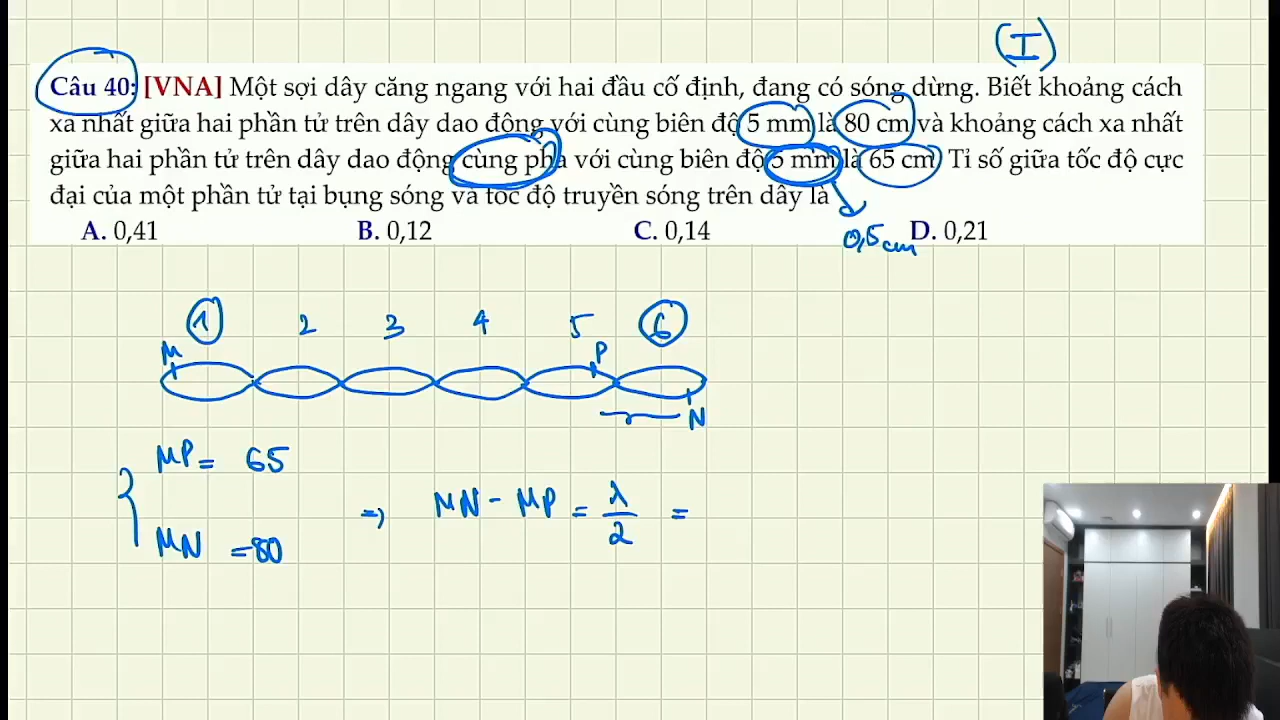 (I)
Câu 40: [VNA] Một sợi dây căng ngang với hai đầu cố định, đang có sóng dừng. Biết khoảng cách
xa nhất giữa hai phần tử trên dây dao động với cùng biên độ 5 mm là 80 cm và khoảng cách xa nhất
giữa hai phần tử trên dây dao động cùng pha với cùng biên độ 5 mm là 65 cm. Tỉ số giữa tốc độ cực
đại của một phần tử tại bụng sóng và tốc độ truyền sóng trên dây là
A. 0,41 B. 0,12 C. 0,14 D. 0,21
0,5 cm
1 2 3 4 5 6
M P
N
MP = 65
⇒ MN - MP = λ/2 =
MN = 80